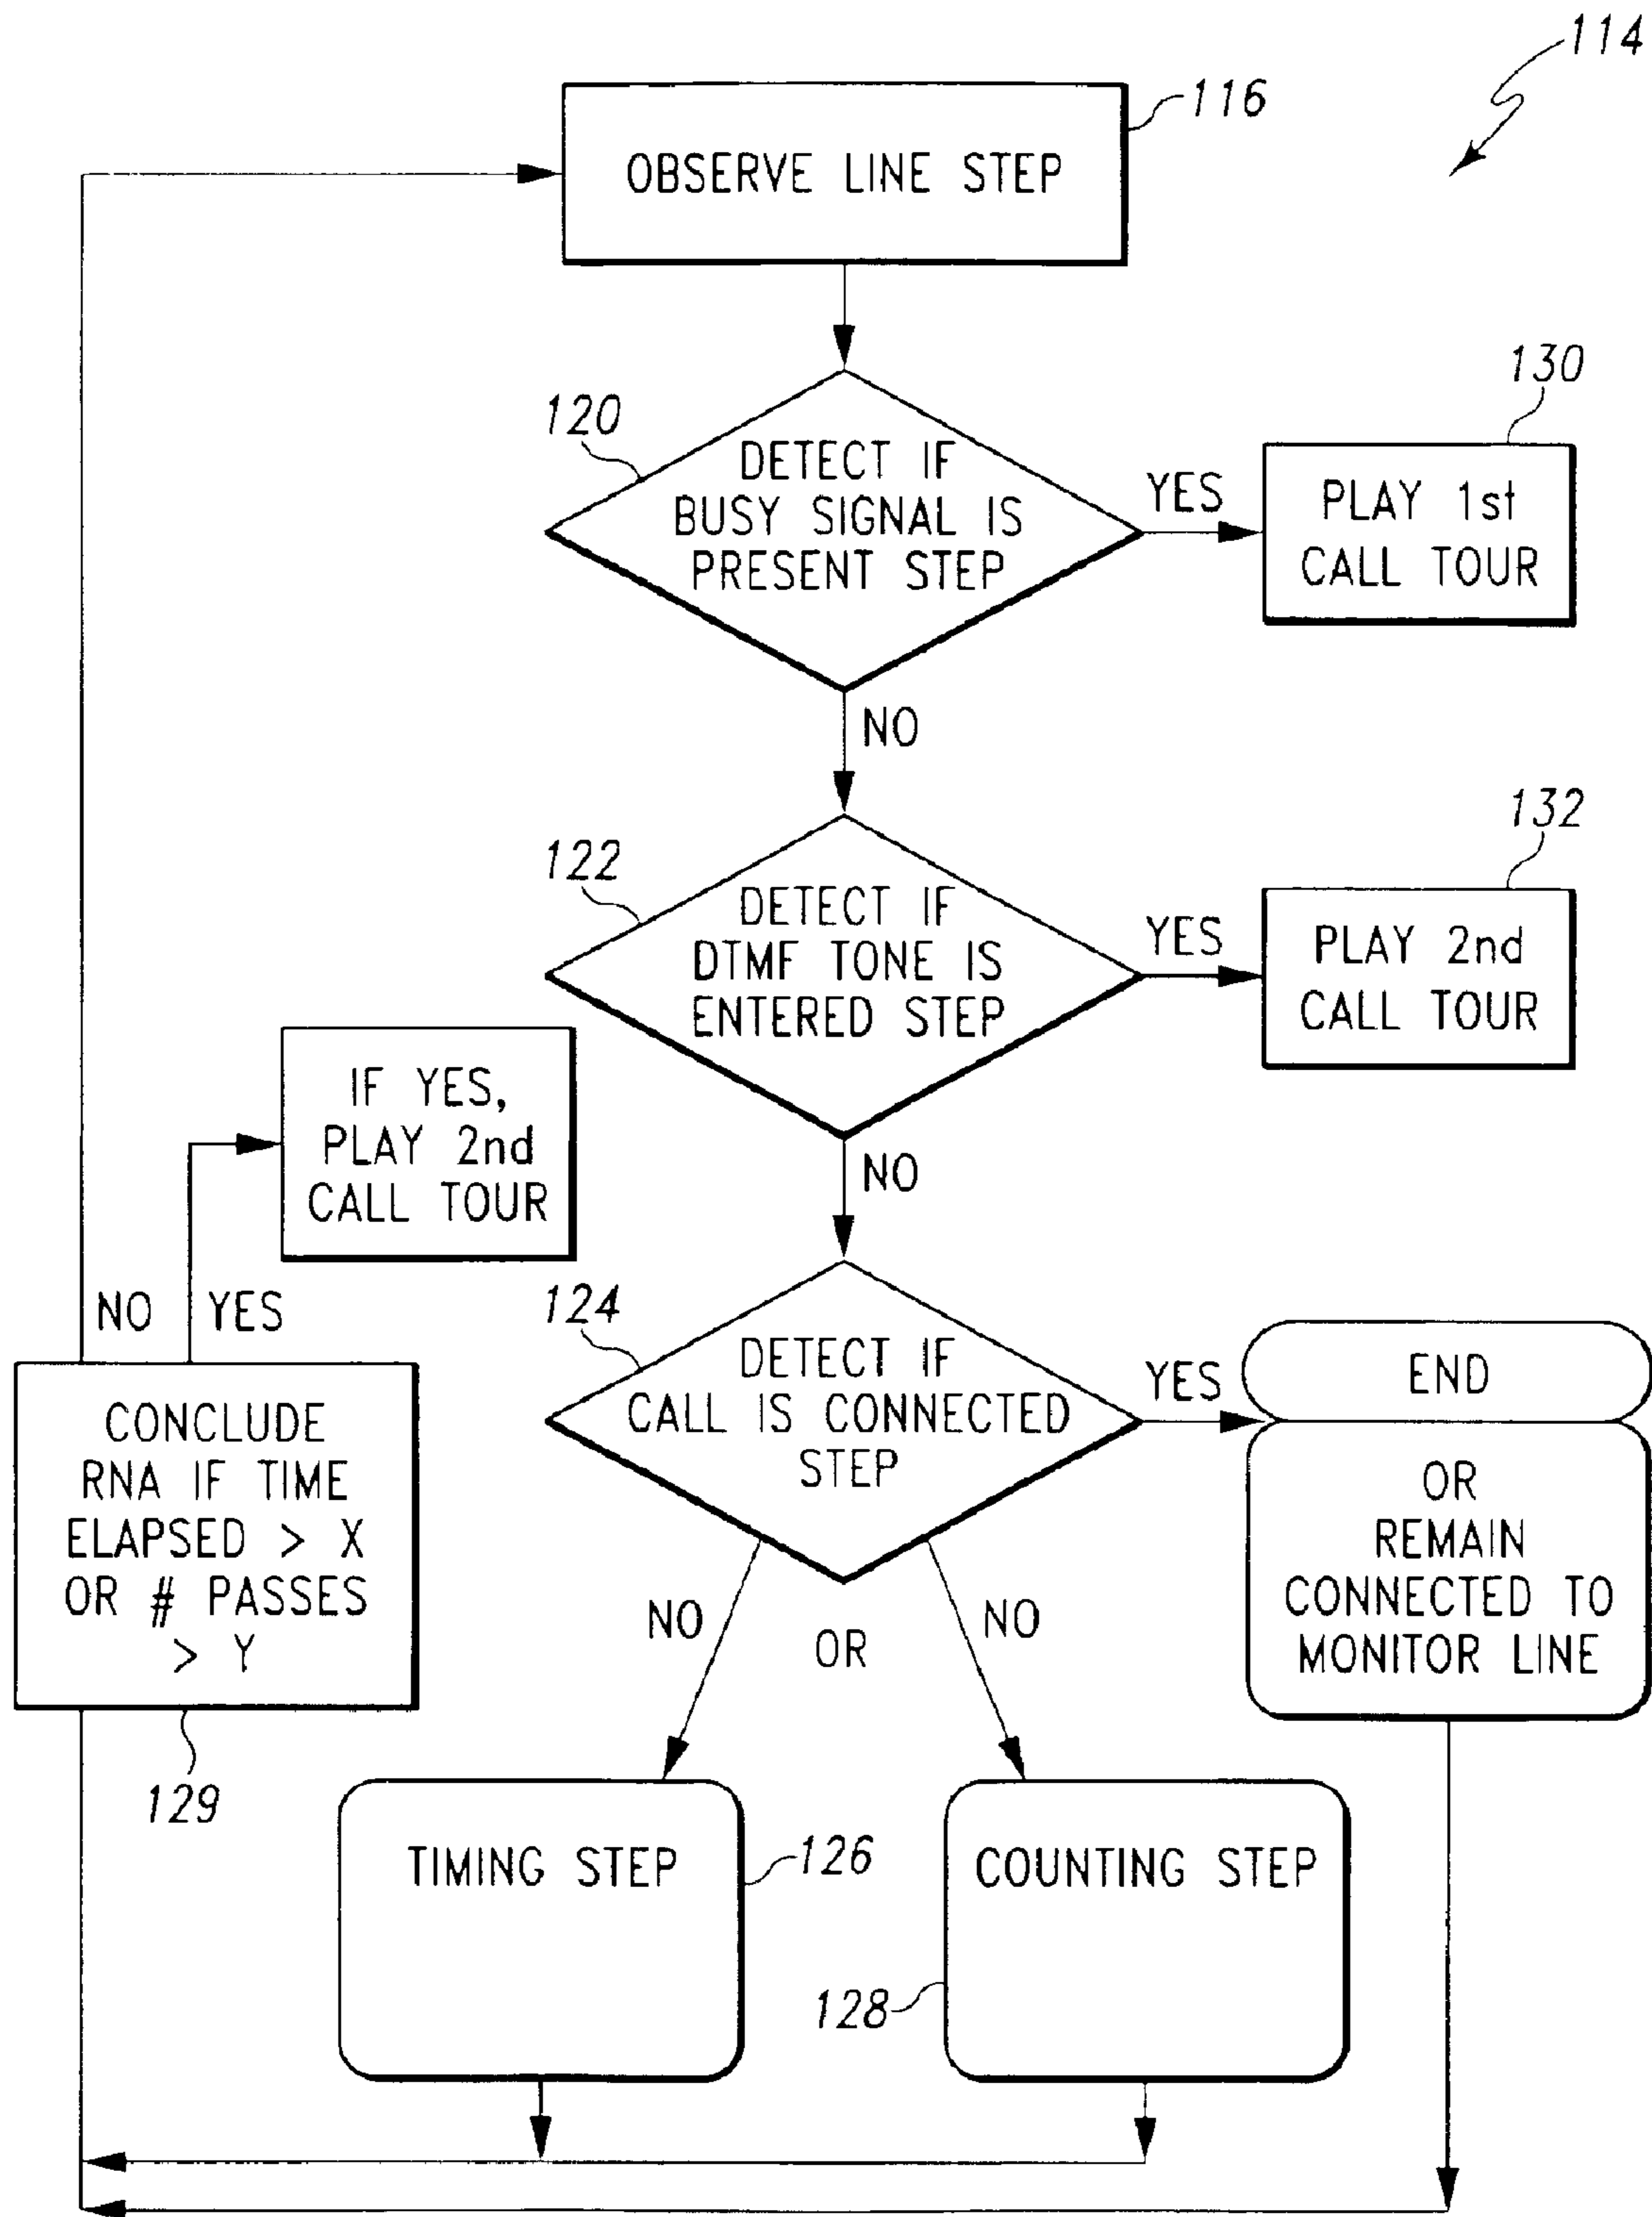 114
116
OBSERVE LINE STEP
120
DETECT IF
BUSY SIGNAL IS
PRESENT STEP
YES
130
PLAY 1st
CALL TOUR
NO
122
DETECT IF
DTMF TONE IS
ENTERED STEP
YES
132
PLAY 2nd
CALL TOUR
NO
IF YES,
PLAY 2nd
CALL TOUR
NO
YES
124
DETECT IF
CALL IS CONNECTED
STEP
YES
END
OR
REMAIN
CONNECTED TO
MONITOR LINE
CONCLUDE
RNA IF TIME
ELAPSED > X
OR # PASSES
> Y
129
NO
OR
NO
TIMING STEP
126
COUNTING STEP
128